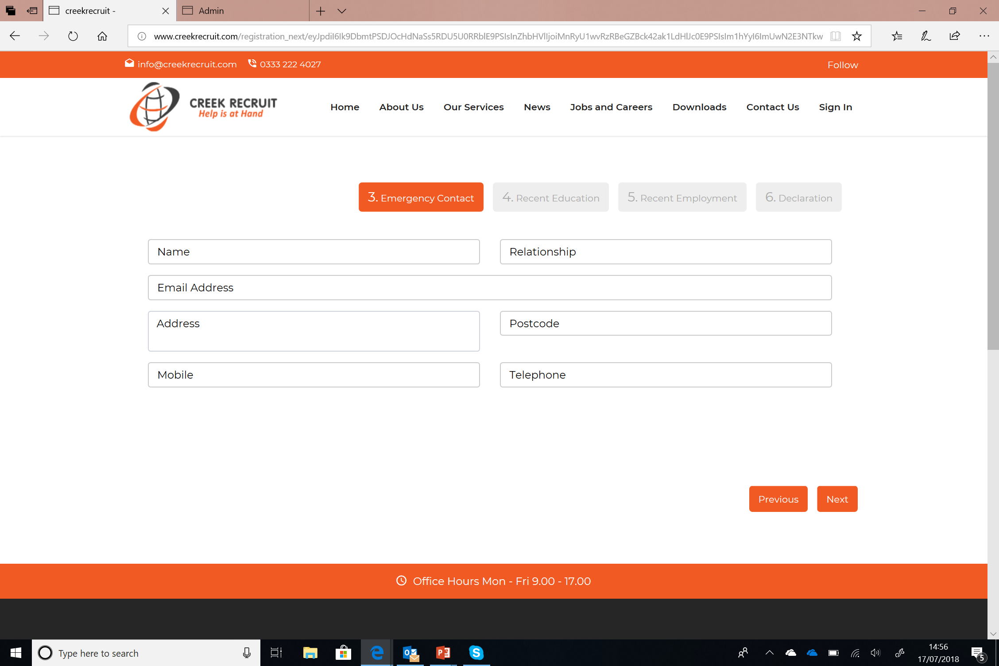 creekrecruit -
Admin
www.creekrecruit.com/registration_next/eyJpdiI6Ik9DbmtPSDJOcHdNaSs5RDU5U0RRblE9PSIsInZhbHVlIjoiMnRyU1wvRzRBeGZBck42ak1LdHlJc0E9PSIsIm1hYyI6ImUwN2E3NTkw
info@creekrecruit.com 0333 222 4027
Follow
CREEK RECRUIT
Help is at Hand
Home About Us Our Services News Jobs and Careers Downloads Contact Us Sign In
3. Emergency Contact 4. Recent Education 5. Recent Employment 6. Declaration
Name Relationship
Email Address
Address Postcode
Mobile Telephone
Previous Next
Office Hours Mon - Fri 9.00 - 17.00
Type here to search
14:56
17/07/2018
5